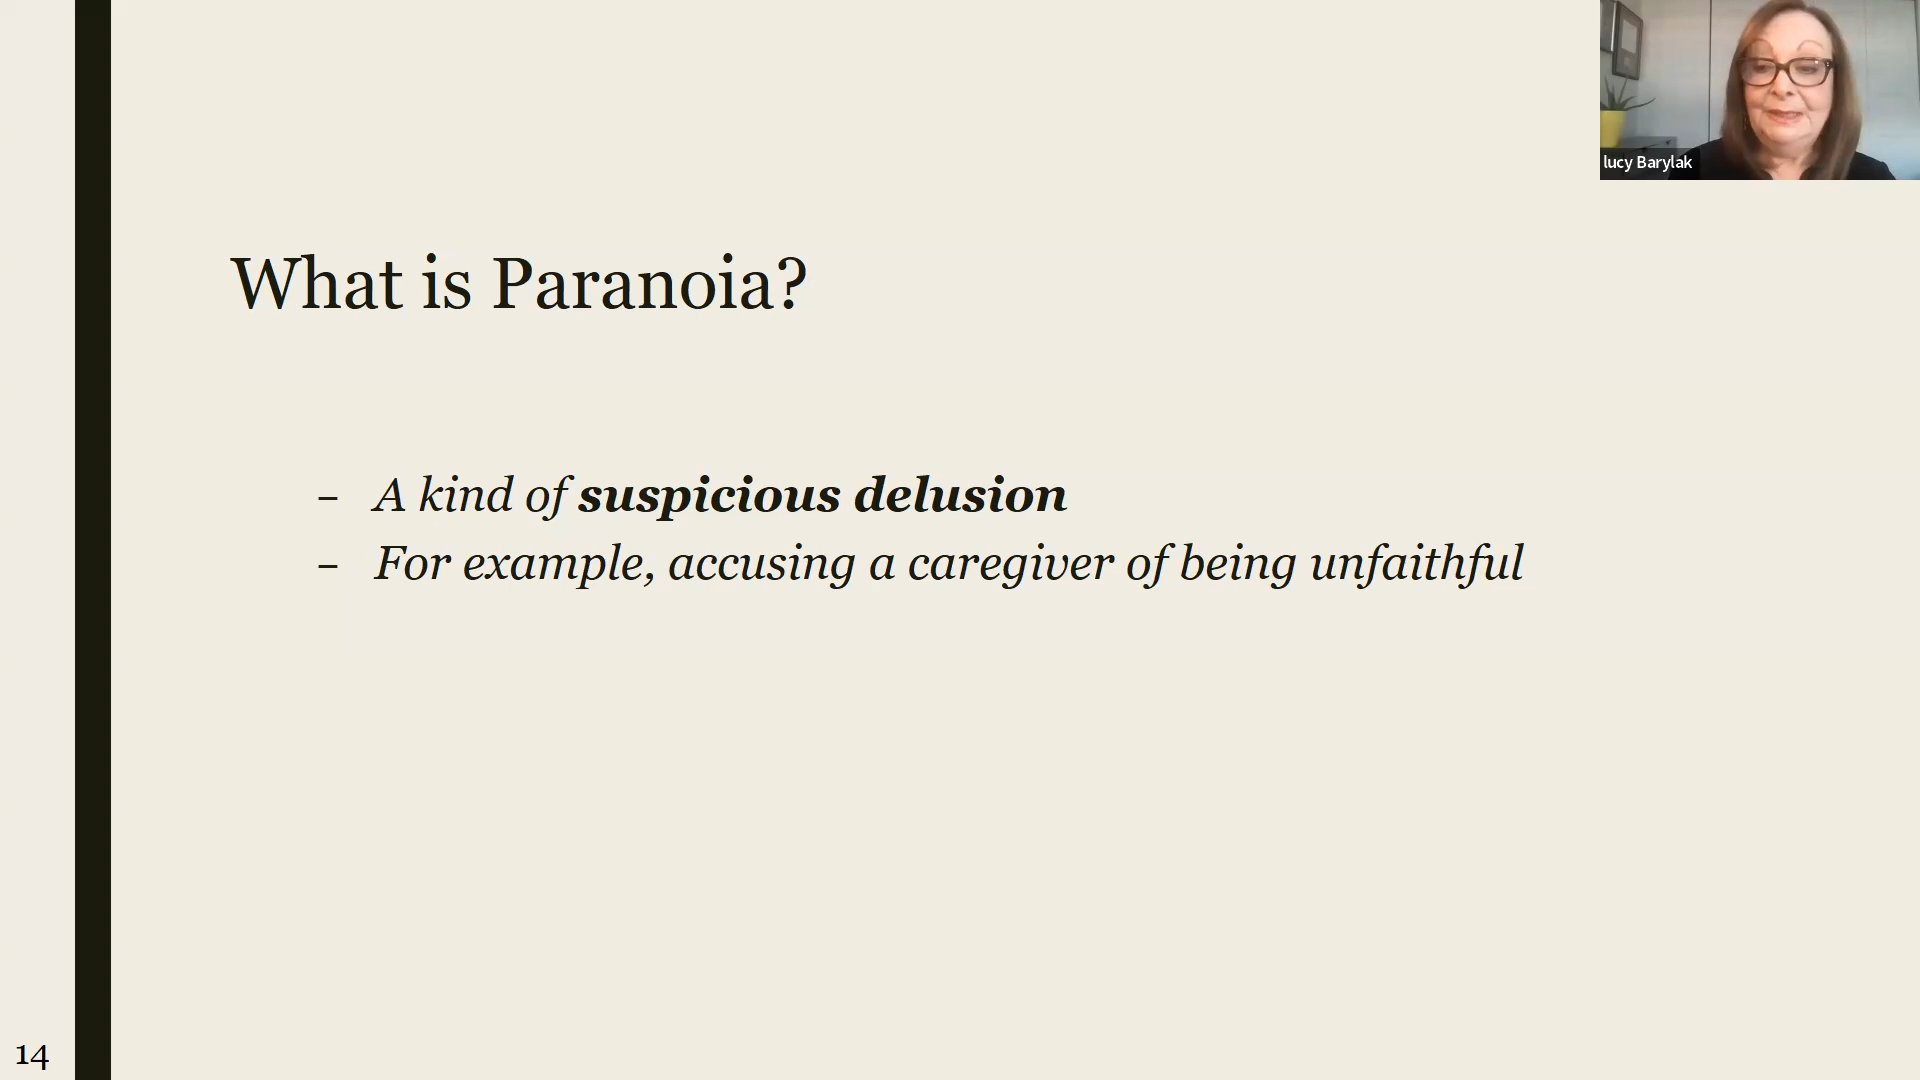 lucy Barylak
What is Paranoia?
– A kind of suspicious delusion
– For example, accusing a caregiver of being unfaithful
14